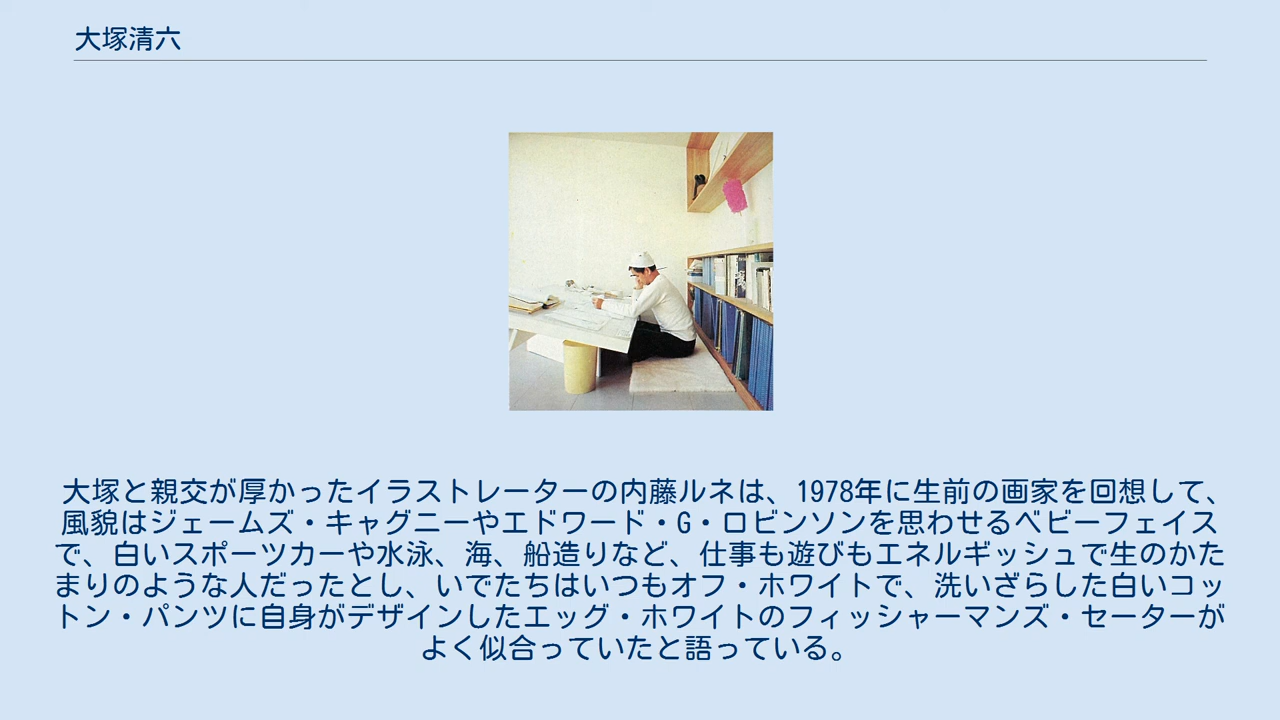 大塚清六
大塚と親交が厚かったイラストレーターの内藤ルネは、1978年に生前の画家を回想して、
風貌はジェームズ・キャグニーやエドワード・G・ロビンソンを思わせるベビーフェイス
で、白いスポーツカーや水泳、海、船造りなど、仕事も遊びもエネルギッシュで生のかた
まりのような人だったとし、いでたちはいつもオフ・ホワイトで、洗いざらした白いコッ
トン・パンツに自身がデザインしたエッグ・ホワイトのフィッシャーマンズ・セーターが
よく似合っていたと語っている。